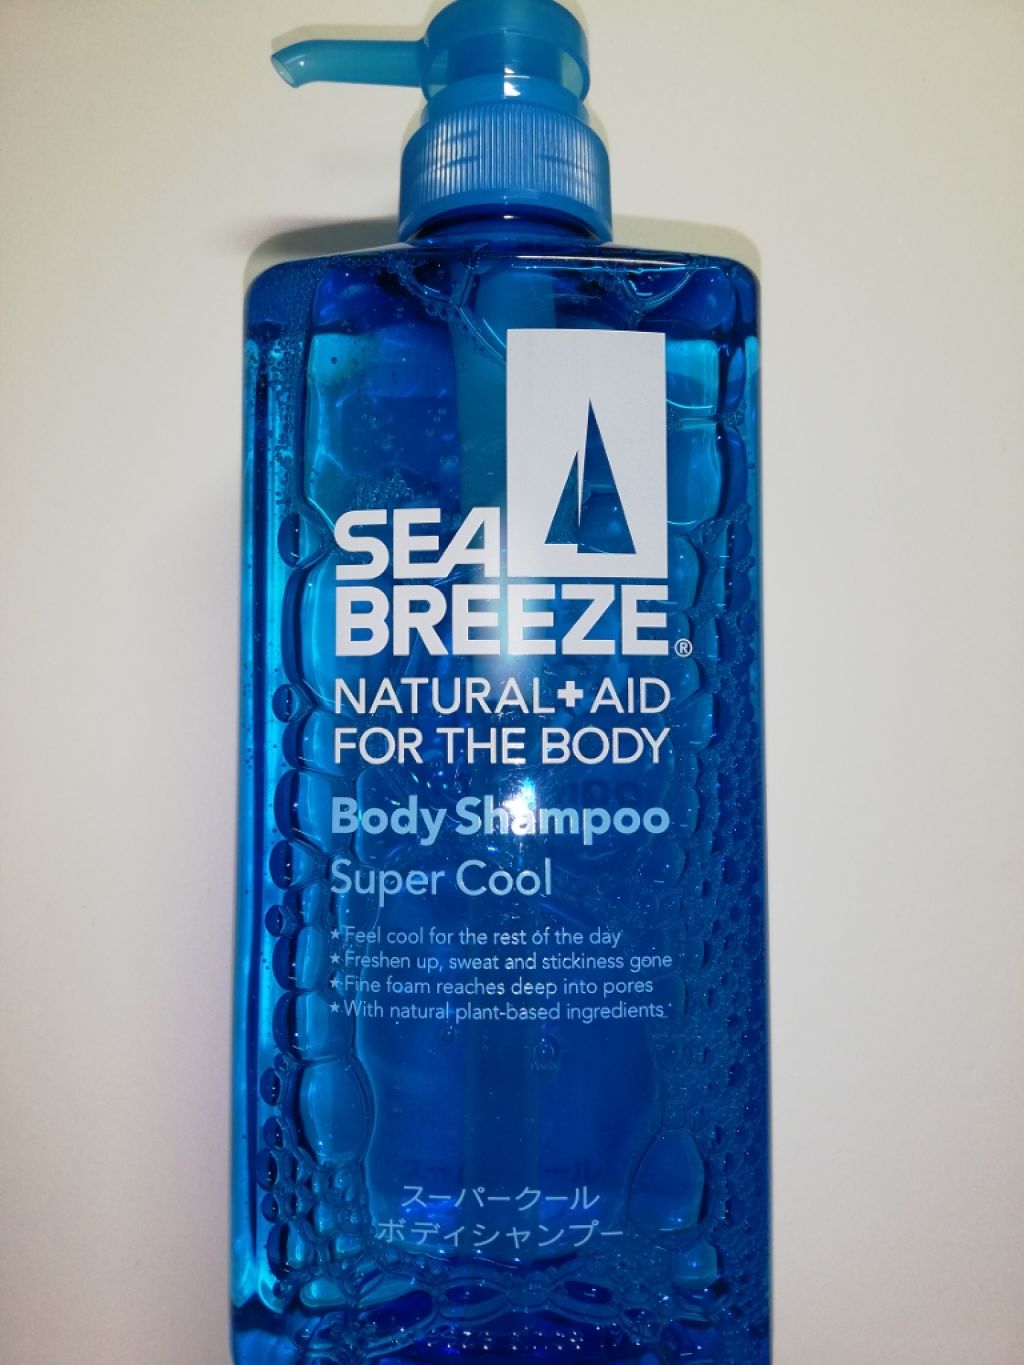 SEA
BREEZE®
NATURAL+AID
FOR THE BODY
Body Shampoo
Super Cool
★Feel cool for the rest of the day
★Freshen up, sweat and stickiness gone
★Fine foam reaches deep into pores
★With natural plant-based ingredients
スーパークール
ボディシャンプー